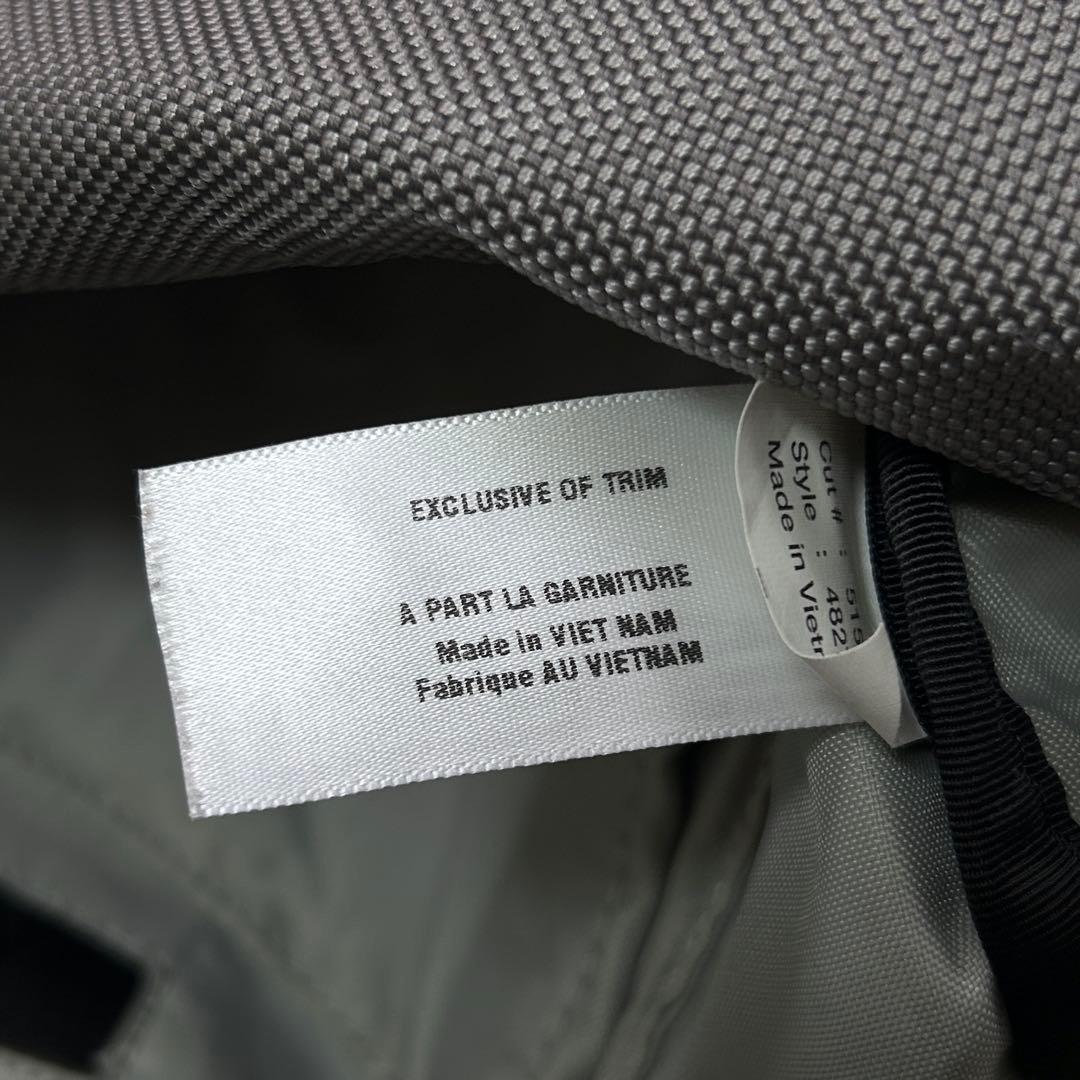 EXCLUSIVE OF TRIM
A PART LA GARNITURE
Made in VIET NAM
Fabrique AU VIETNAM
Cut # :
Style :
Made in